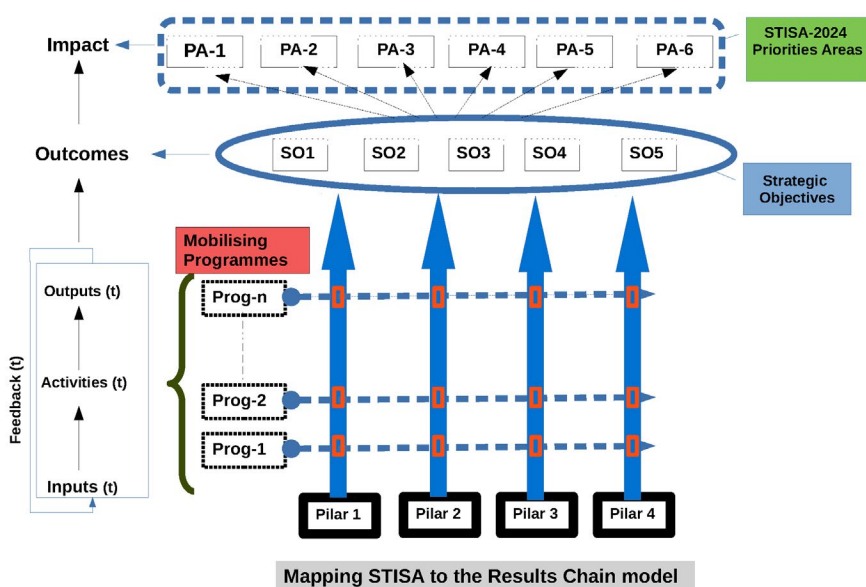 Impact
PA-1
PA-2
PA-3
PA-4
PA-5
PA-6
STISA-2024
Priorities Areas
Outcomes
SO1
SO2
SO3
SO4
SO5
Strategic
Objectives
Mobilising
Programmes
Feedback (t)
Outputs (t)
Activities (t)
Inputs (t)
Prog-n
Prog-2
Prog-1
Pilar 1
Pilar 2
Pilar 3
Pilar 4
Mapping STISA to the Results Chain model